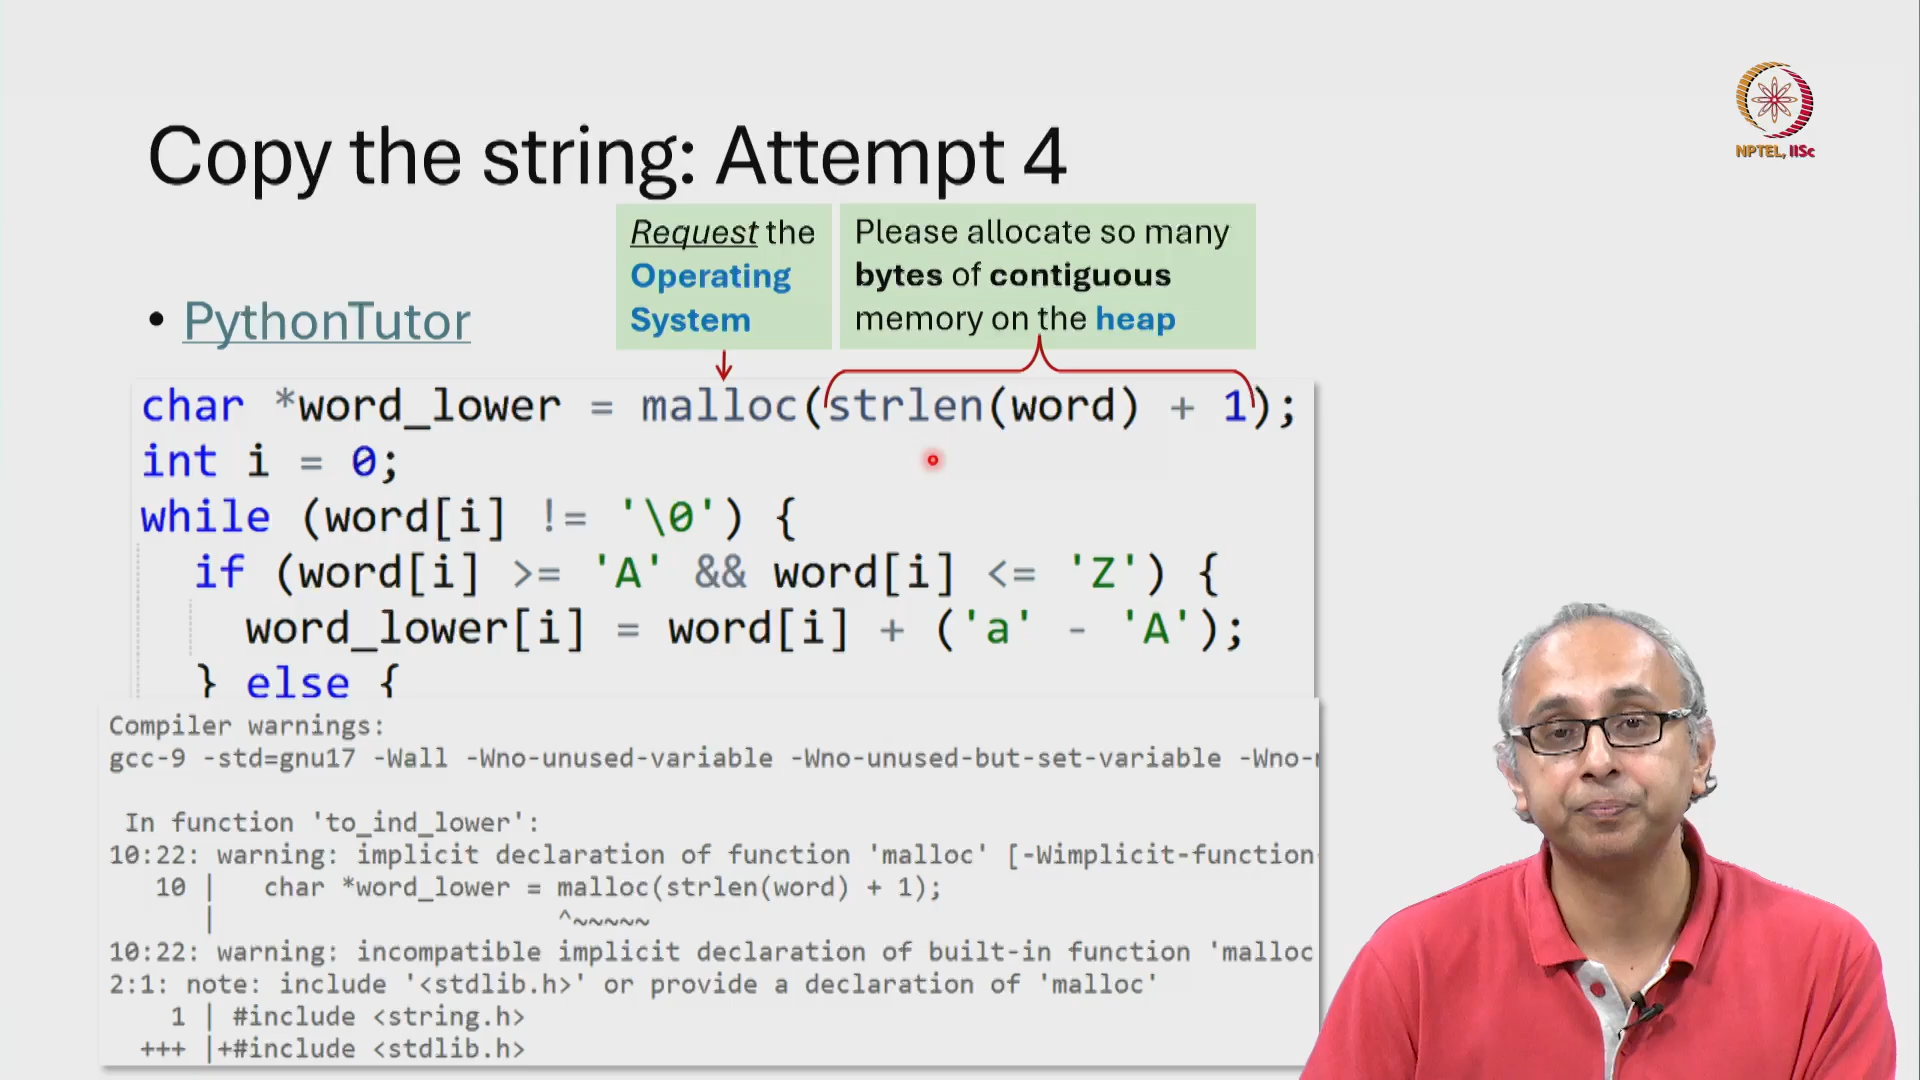 NPTEL, IISc
Copy the string: Attempt 4
Request the
Operating
System
Please allocate so many
bytes of contiguous
memory on the heap
• PythonTutor
char *word_lower = malloc(strlen(word) + 1);
int i = 0;
while (word[i] != '\0') {
if (word[i] >= 'A' && word[i] <= 'Z') {
word_lower[i] = word[i] + ('a' - 'A');
} else {
Compiler warnings:
gcc-9 -std=gnu17 -Wall -Wno-unused-variable -Wno-unused-but-set-variable -Wno-
In function 'to_ind_lower':
10:22: warning: implicit declaration of function 'malloc' [-Wimplicit-function-
10 |   char *word_lower = malloc(strlen(word) + 1);
|                      ^~~~~~
10:22: warning: incompatible implicit declaration of built-in function 'malloc
2:1: note: include '<stdlib.h>' or provide a declaration of 'malloc'
1 | #include <string.h>
+++ |+#include <stdlib.h>